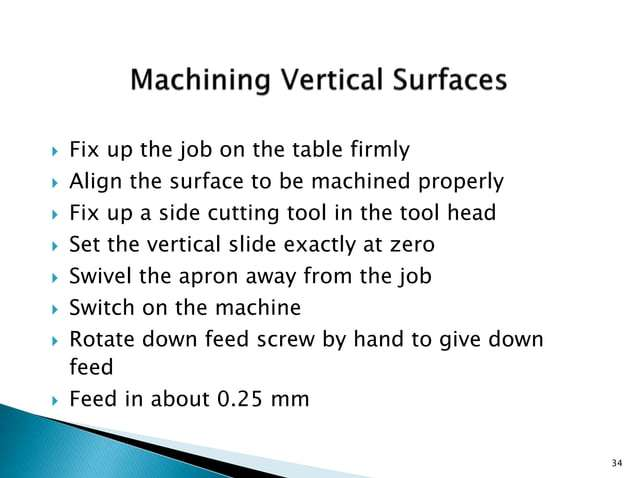 Machining Vertical Surfaces
Fix up the job on the table firmly
Align the surface to be machined properly
Fix up a side cutting tool in the tool head
Set the vertical slide exactly at zero
Swivel the apron away from the job
Switch on the machine
Rotate down feed screw by hand to give down
feed
Feed in about 0.25 mm
34